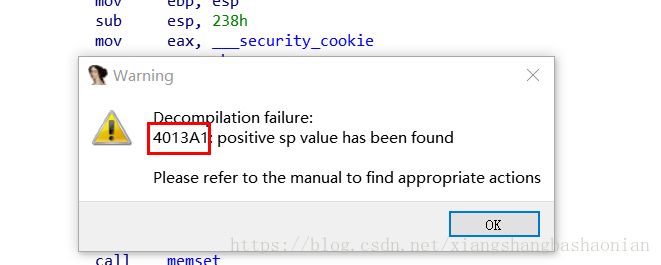 mov ebp, esp
sub esp, 238h
mov eax, ___security_cookie
Warning
Decompilation failure:
4013A1: positive sp value has been found
Please refer to the manual to find appropriate actions
OK
https://blog.csdn.net/xiangshangbashaonian
call memset